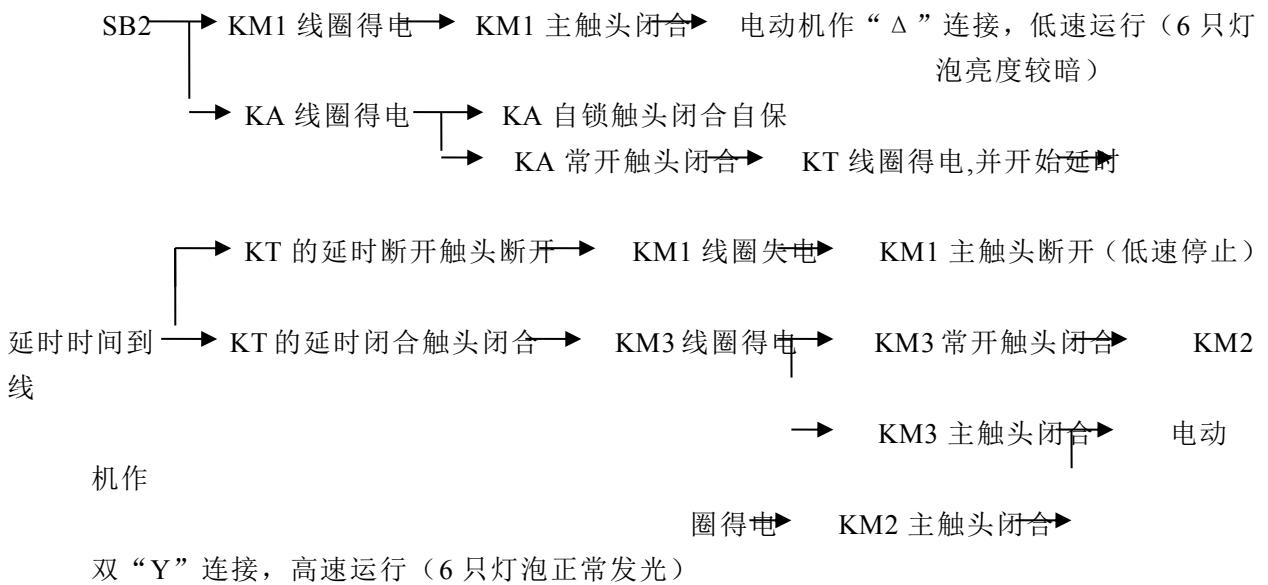 SB2 KM1 线圈得电 KM1 主触头闭合 电动机作“Δ”连接，低速运行（6 只灯
泡亮度较暗）
KA 线圈得电 KA 自锁触头闭合自保
KA 常开触头闭合 KT 线圈得电,并开始延时
KT 的延时断开触头断开 KM1 线圈失电 KM1 主触头断开（低速停止）
延时时间到 KT 的延时闭合触头闭合 KM3 线圈得电 KM3 常开触头闭合 KM2
线
KM3 主触头闭合 电动
机作
圈得电 KM2 主触头闭合
双“Y”连接，高速运行（6 只灯泡正常发光）